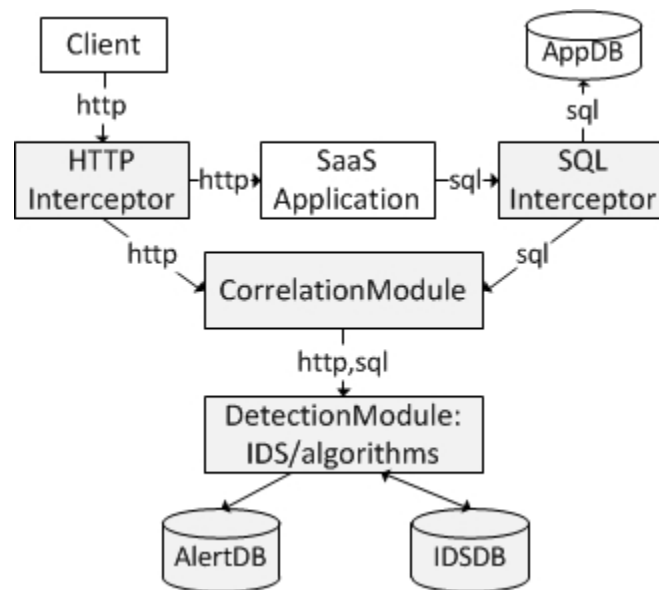 Client
AppDB
http
sql
HTTP
Interceptor
http
SaaS
Application
sql
SQL
Interceptor
http
sql
CorrelationModule
http,sql
DetectionModule:
IDS/algorithms
AlertDB
IDSDB